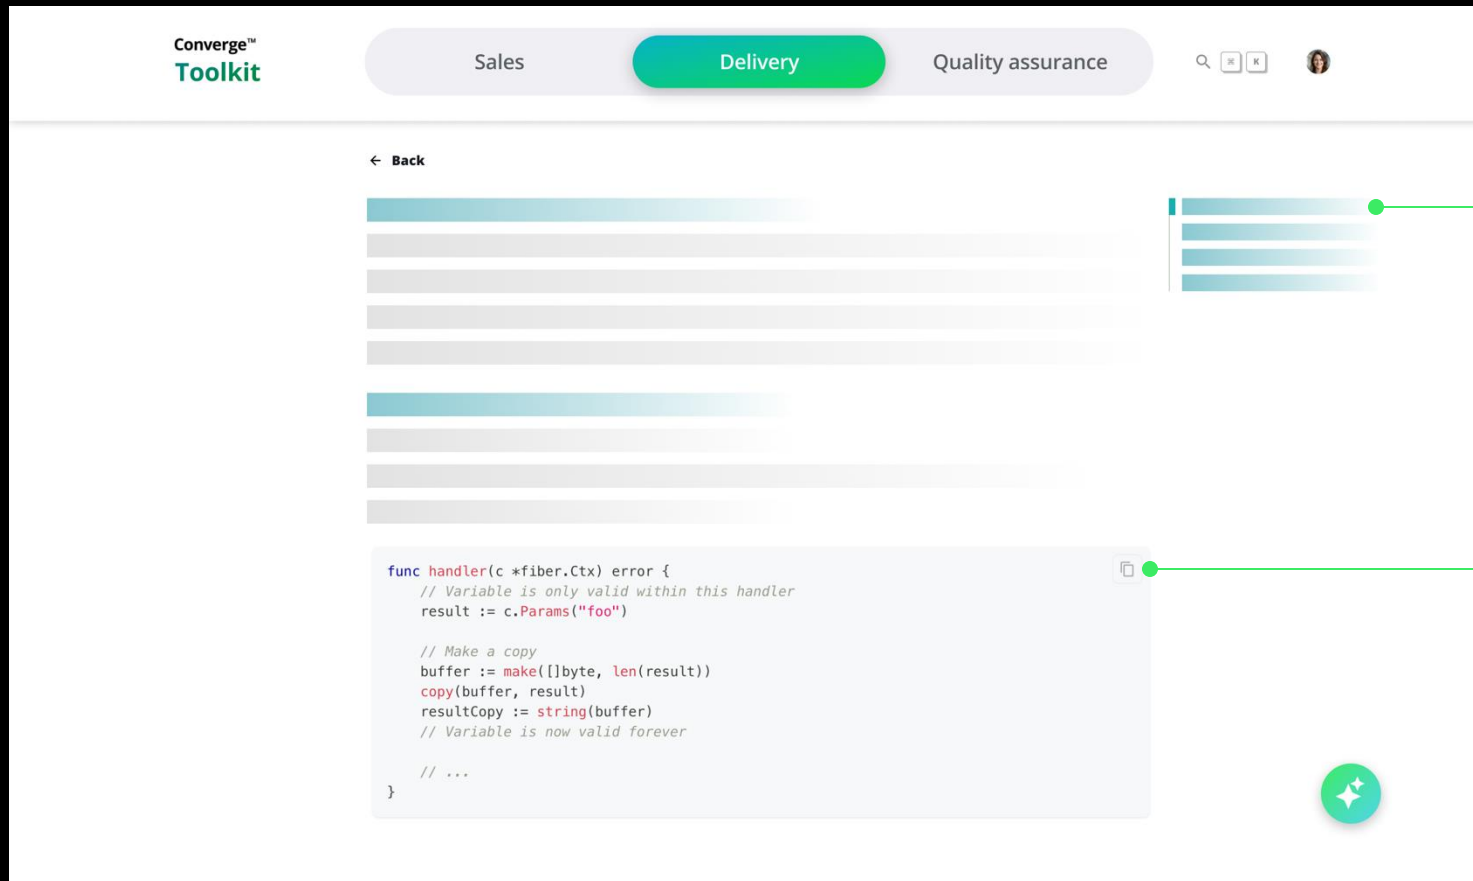 Converge™
Toolkit
Sales
Delivery
Quality assurance
⌘ K
← Back
func handler(c *fiber.Ctx) error {
    // Variable is only valid within this handler
    result := c.Params("foo")
    // Make a copy
    buffer := make([]byte, len(result))
    copy(buffer, result)
    resultCopy := string(buffer)
    // Variable is now valid forever
    // ...
}